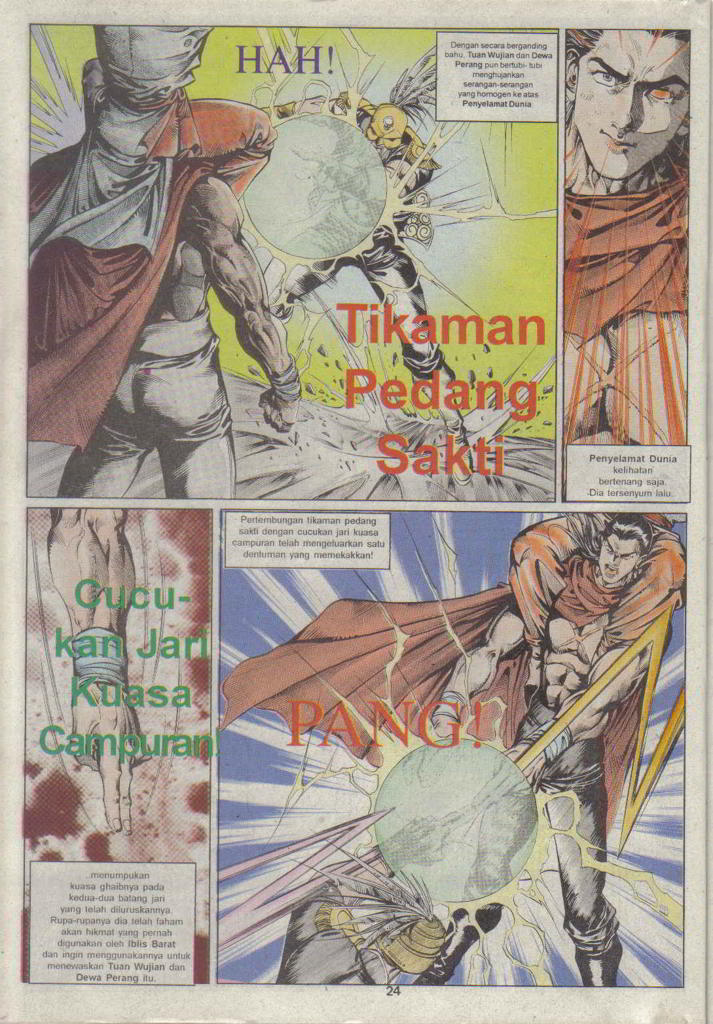 HAH!
Dengan secara berganding
bahu, Tuan Wujian dan Dewa
Perang pun bertubi- tubi
menghujankan
serangan-serangan
yang homogen ke atas
Penyelamat Dunia
Tikaman
Pedang
Sakti
Penyelamat Dunia
kelihatan
bertenang saja.
Dia tersenyum lalu.
Cucu-
kan Jari
Kuasa
Campuran!
..menumpukan
kuasa ghaibnya pada
kedua-dua batang jari
yang telah diluruskannya.
Rupa-rupanya dia telah faham
akan hikmat yang pernah
digunakan oleh Iblis Barat
dan ingin menggunakannya untuk
menewaskan Tuan Wujian dan
Dewa Perang itu.
Pertembungan tikaman pedang
sakti dengan cucukan jari kuasa
campuran telah mengeluarkan satu
dentuman yang memekakkan!
PANG!
24